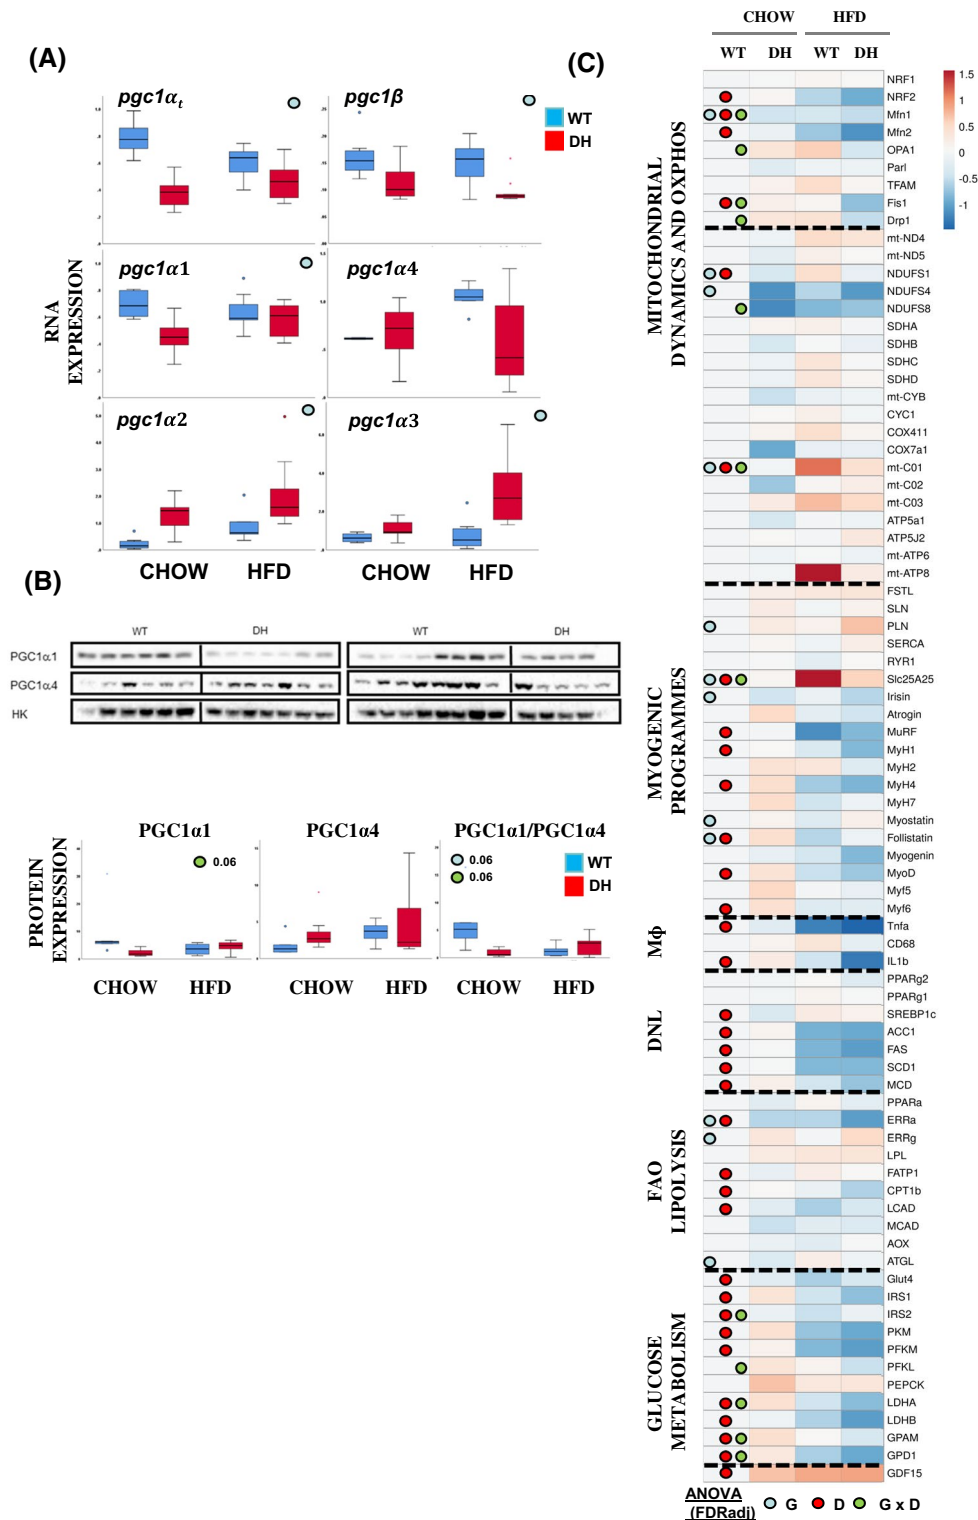 (A)
pgc1αt
pgc1β
WT
DH
pgc1α1
pgc1α4
RNA
EXPRESSION
pgc1α2
pgc1α3
CHOW HFD CHOW HFD
(B)
WT DH WT DH
PGC1α1
PGC1α4
HK
PGC1α1 PGC1α4 PGC1α1/PGC1α4
0.06
0.06
0.06
WT
DH
PROTEIN
EXPRESSION
CHOW HFD CHOW HFD CHOW HFD
(C)
CHOW HFD
WT DH WT DH
1.5
1
0.5
0
-0.5
-1
MITOCHONDRIAL
DYNAMICS AND OXPHOS
NRF1
NRF2
Mfn1
Mfn2
OPA1
Parl
TFAM
Fis1
Drp1
mt-ND4
mt-ND5
NDUFS1
NDUFS4
NDUFS8
SDHA
SDHB
SDHC
SDHD
mt-CYB
CYC1
COX411
COX7a1
mt-C01
mt-C02
mt-C03
ATP5a1
ATP5J2
mt-ATP6
mt-ATP8
MYOGENIC
PROGRAMMES
FSTL
SLN
PLN
SERCA
RYR1
Slc25A25
Irisin
Atrogin
MuRF
MyH1
MyH2
MyH4
MyH7
Myostatin
Follistatin
Myogenin
MyoD
Myf5
Myf6
MΦ
Tnfa
CD68
IL1b
DNL
PPARg2
PPARg1
SREBP1c
ACC1
FAS
SCD1
MCD
FAO
LIPOLYSIS
PPARa
ERRa
ERRg
LPL
FATP1
CPT1b
LCAD
MCAD
AOX
ATGL
GLUCOSE
METABOLISM
Glut4
IRS1
IRS2
PKM
PFKM
PFKL
PEPCK
LDHA
LDHB
GPAM
GPD1
GDF15
ANOVA
(FDRadj)
G D G x D